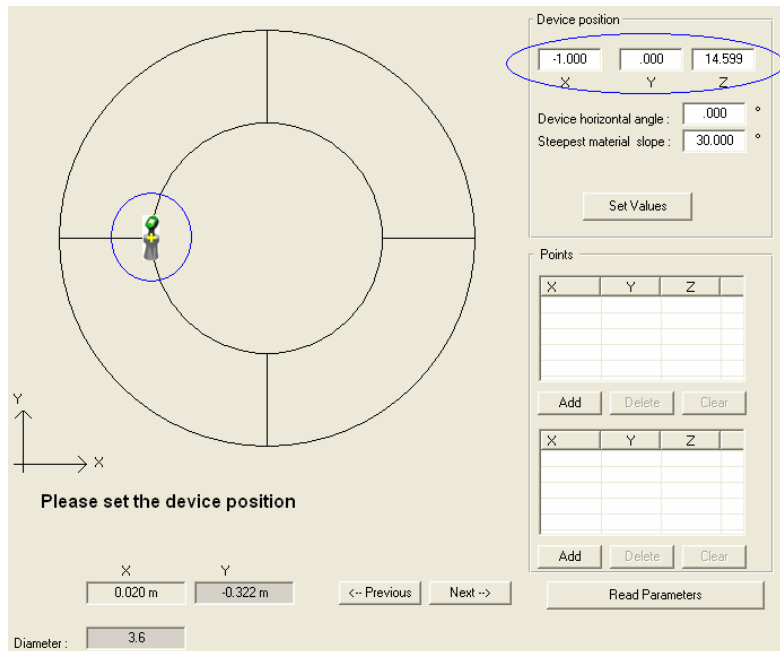 Device position
-1.000 .000 14.599
X Y Z
Device horizontal angle : .000 °
Steepest material slope : 30.000 °
Set Values
Points
X Y Z
Add Delete Clear
X Y Z
Add Delete Clear
Read Parameters
Y
X
Please set the device position
X Y
0.020 m -0.322 m
<-- Previous Next -->
Diameter : 3.6